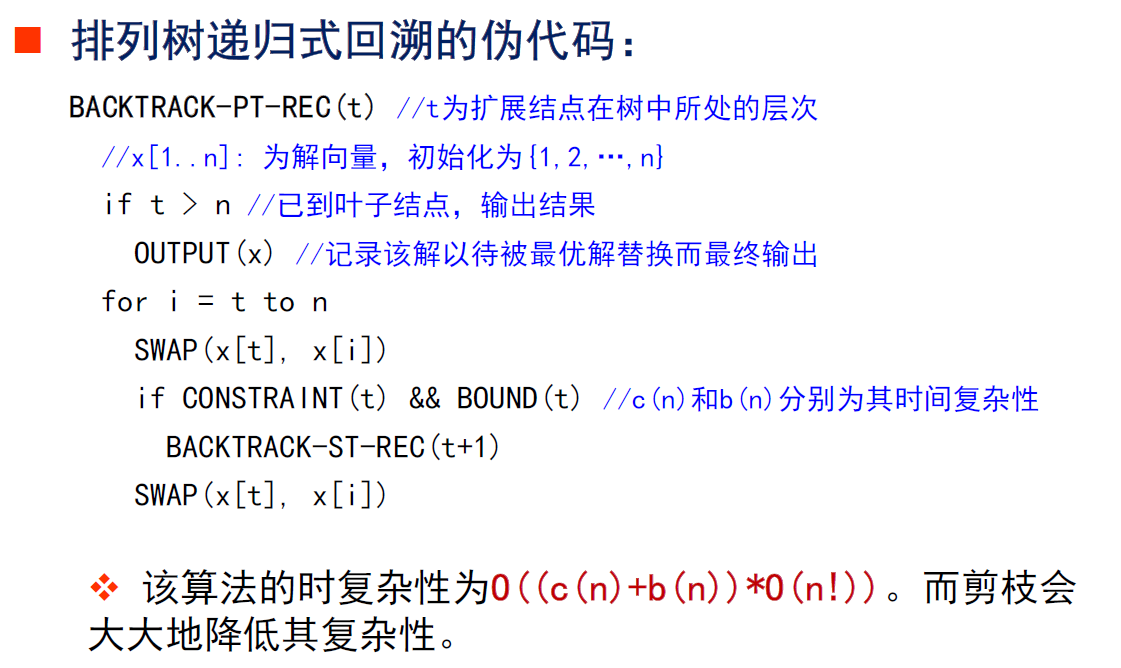 排列树递归式回溯的伪代码：
BACKTRACK-PT-REC(t) //t为扩展结点在树中所处的层次
//x[1..n]: 为解向量，初始化为{1,2,…,n}
if t > n //已到叶子结点，输出结果
OUTPUT(x) //记录该解以待被最优解替换而最终输出
for i = t to n
SWAP(x[t], x[i])
if CONSTRAINT(t) && BOUND(t) //c(n)和b(n)分别为其时间复杂性
BACKTRACK-ST-REC(t+1)
SWAP(x[t], x[i])
该算法的时复杂性为O((c(n)+b(n))*O(n!))。而剪枝会
大大地降低其复杂性。